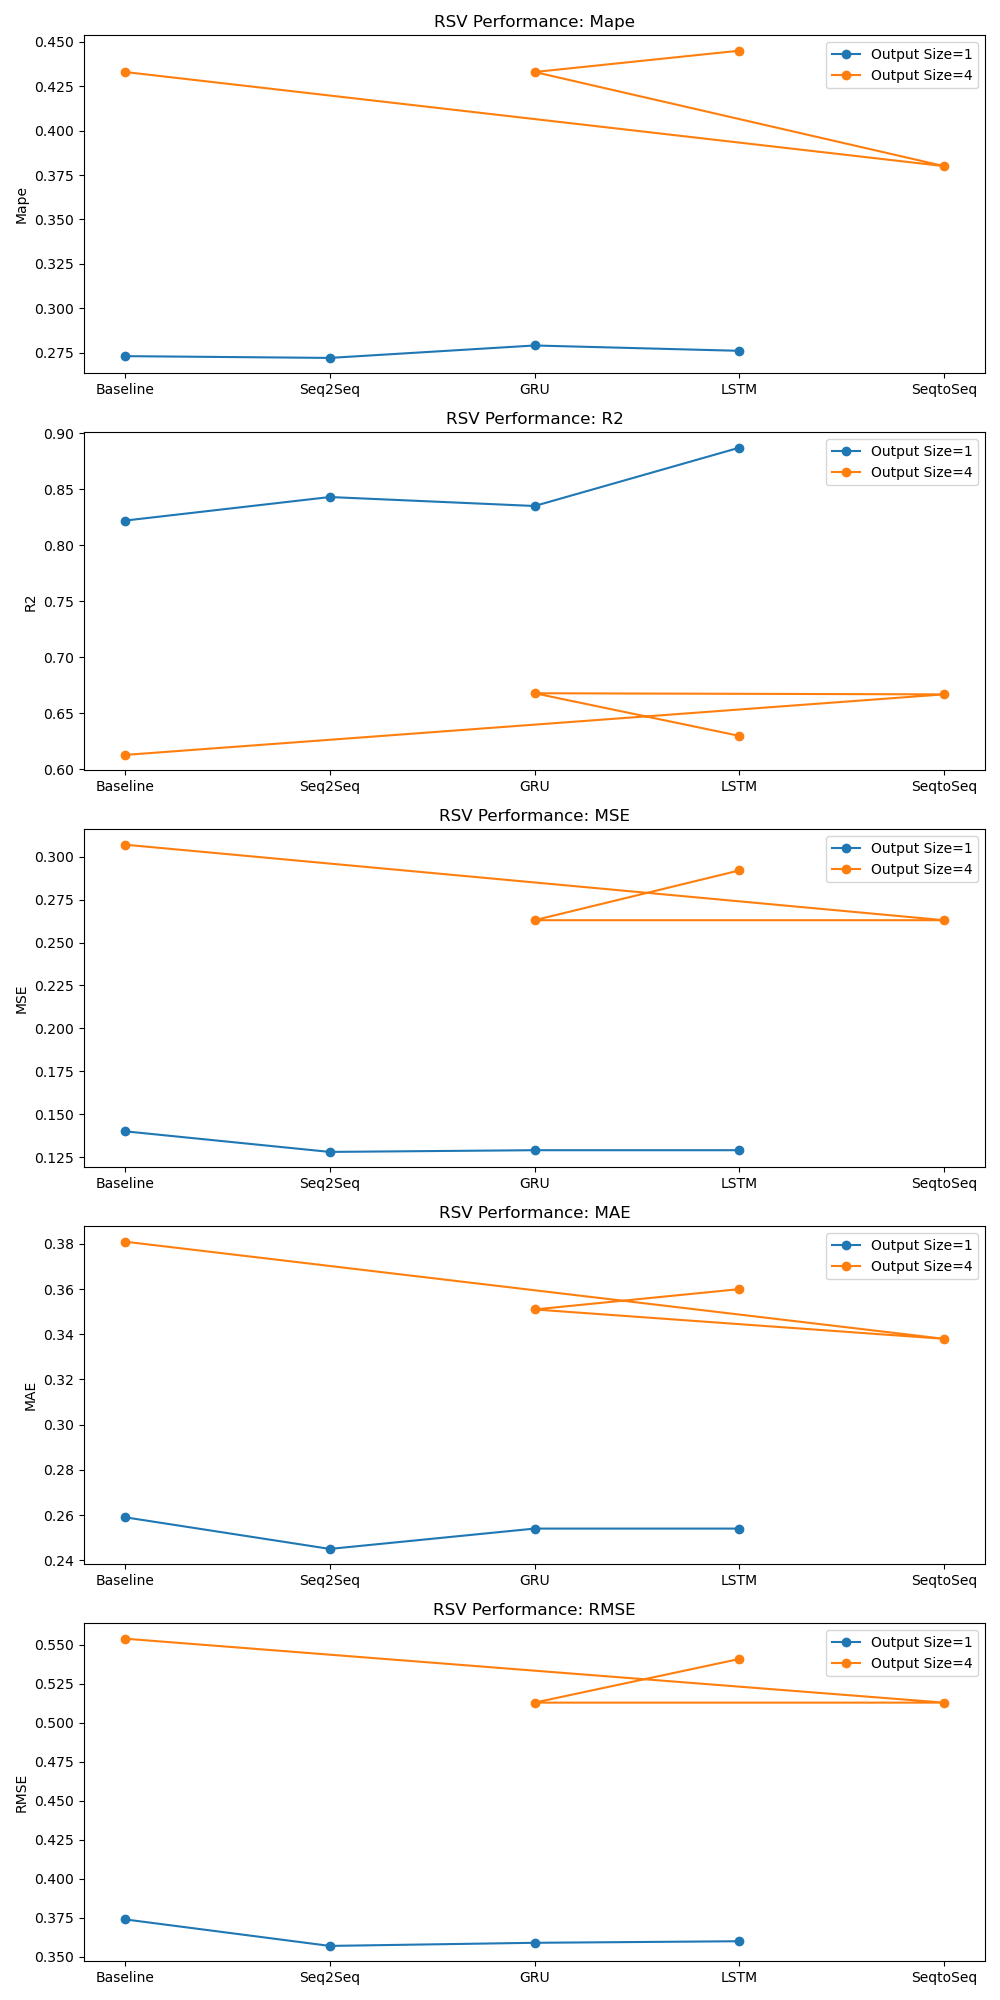 RSV Performance: Mape
0.450
0.425
0.400
0.375
0.350
0.325
0.300
0.275
Mape
Output Size=1
Output Size=4
Baseline Seq2Seq GRU LSTM SeqtoSeq
RSV Performance: R2
0.90
0.85
0.80
0.75
0.70
0.65
0.60
R2
Output Size=1
Output Size=4
Baseline Seq2Seq GRU LSTM SeqtoSeq
RSV Performance: MSE
0.300
0.275
0.250
0.225
0.200
0.175
0.150
0.125
MSE
Output Size=1
Output Size=4
Baseline Seq2Seq GRU LSTM SeqtoSeq
RSV Performance: MAE
0.38
0.36
0.34
0.32
0.30
0.28
0.26
0.24
MAE
Output Size=1
Output Size=4
Baseline Seq2Seq GRU LSTM SeqtoSeq
RSV Performance: RMSE
0.550
0.525
0.500
0.475
0.450
0.425
0.400
0.375
0.350
RMSE
Output Size=1
Output Size=4
Baseline Seq2Seq GRU LSTM SeqtoSeq